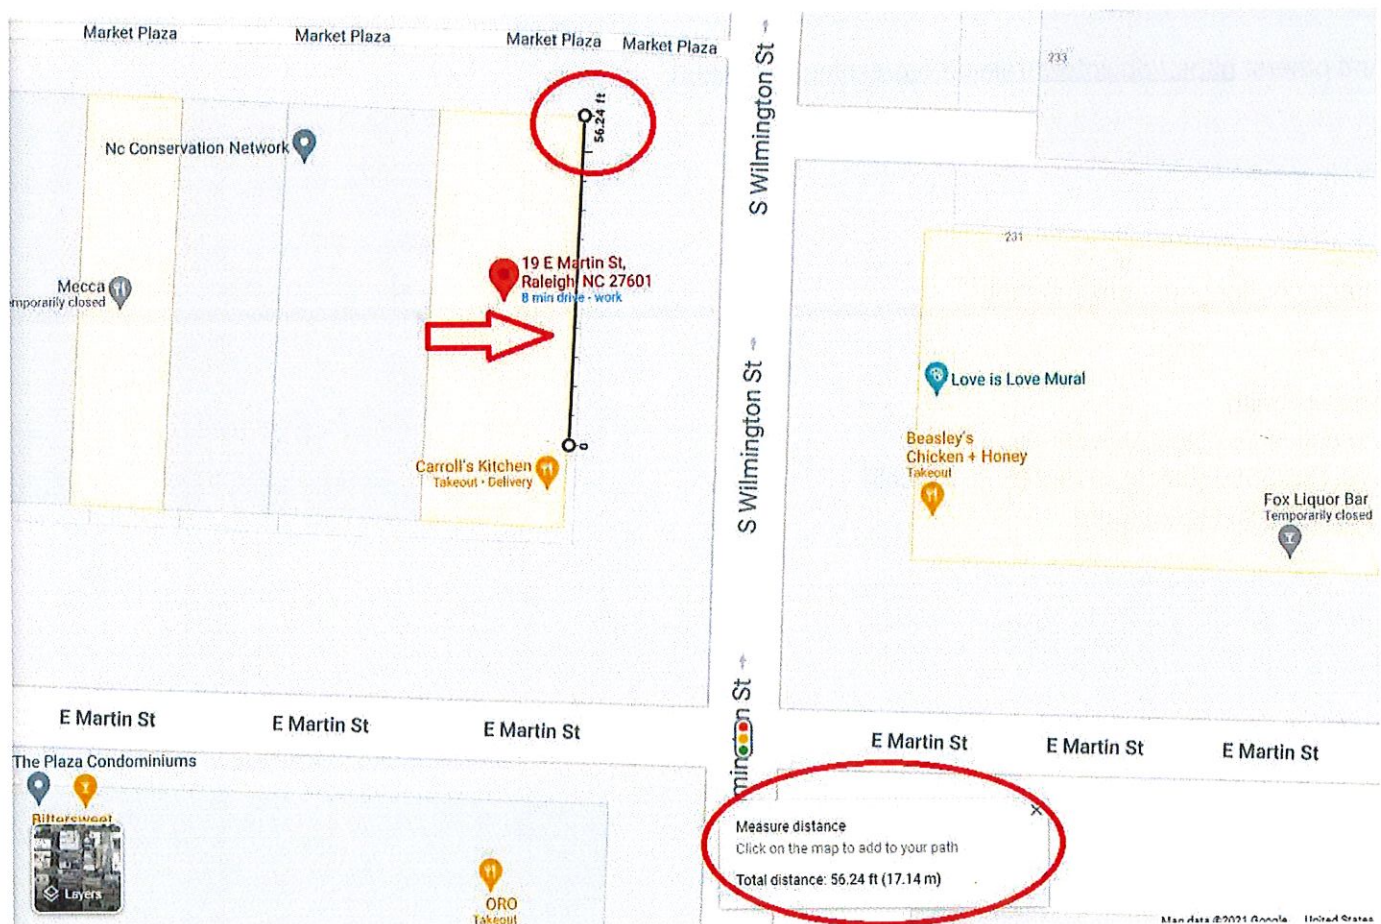 Market Plaza
Market Plaza
Market Plaza
Market Plaza
S Wilmington St
233
56.24 ft
Nc Conservation Network
231
19 E Martin St,
Raleigh, NC 27601
8 min drive - work
Mecca
emporarily closed
S Wilmington St
Love is Love Mural
0
Carroll's Kitchen
Takeout • Delivery
Beasley's
Chicken + Honey
Takeout
Fox Liquor Bar
Temporarily closed
E Martin St
E Martin St
E Martin St
mington St
E Martin St
E Martin St
E Martin St
The Plaza Condominiums
Bittersweet
Layers
ORO
Takeout
Measure distance
Click on the map to add to your path
Total distance: 56.24 ft (17.14 m)
Map data ©2021 Google
United States